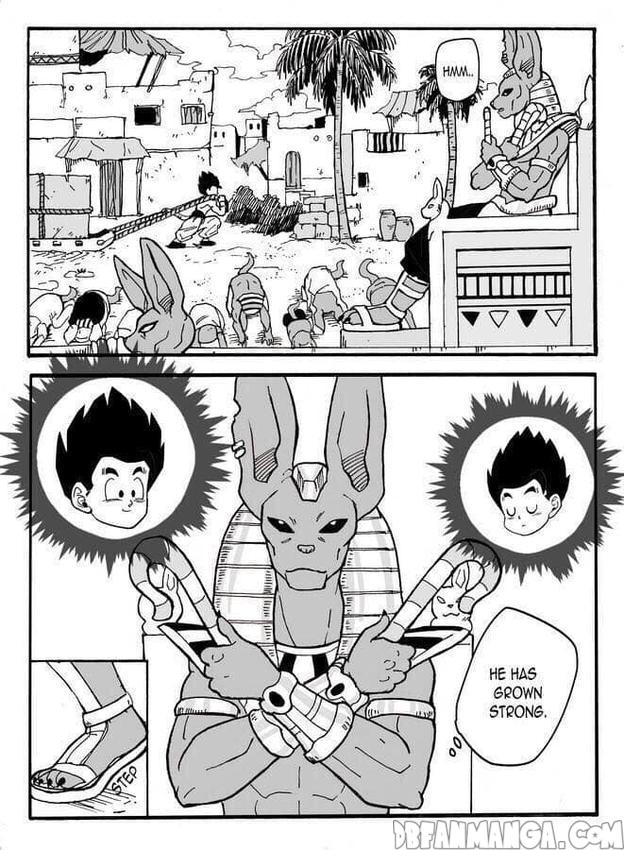 HMM..
HE HAS
GROWN
STRONG.
STEP
DBFANMANGA.COM